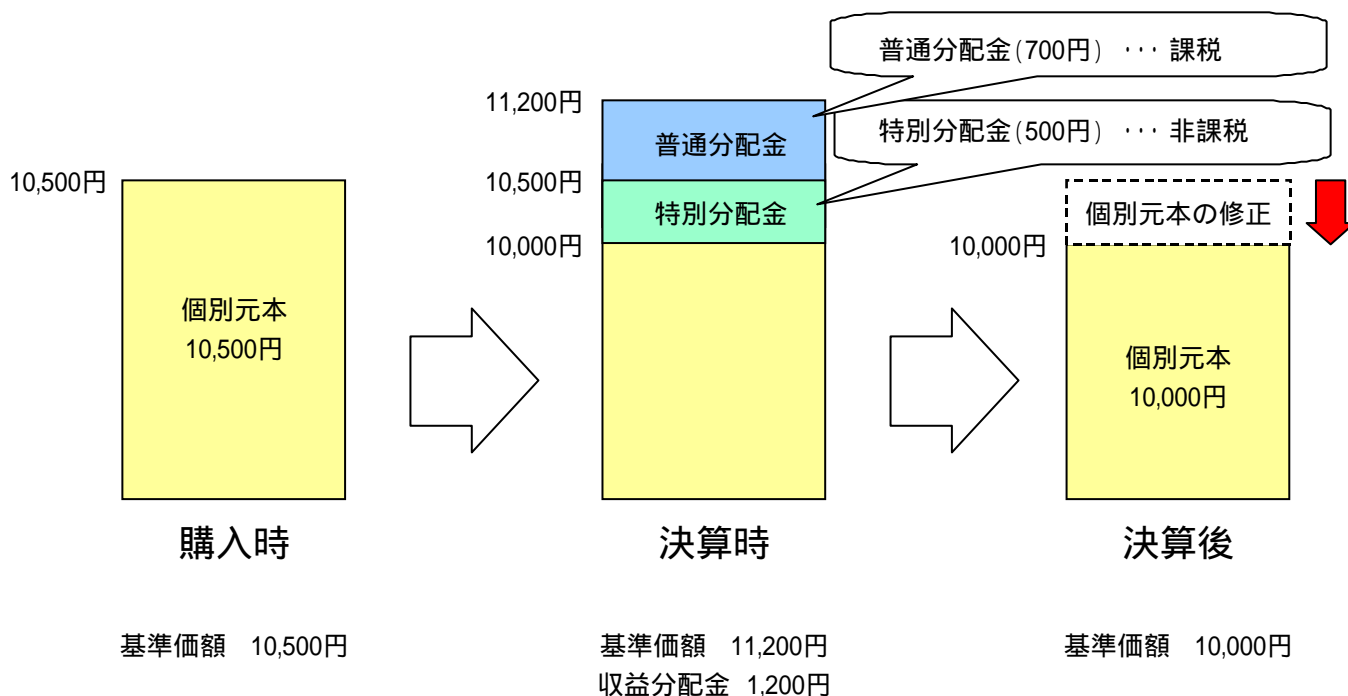 普通分配金(700円) ･･･ 課税
11,200円
特別分配金(500円) ･･･ 非課税
普通分配金
10,500円
10,500円
特別分配金
個別元本の修正
10,000円
10,000円
個別元本
10,500円
個別元本
10,000円
購入時
決算時
決算後
基準価額 10,500円
基準価額 11,200円
収益分配金 1,200円
基準価額 10,000円